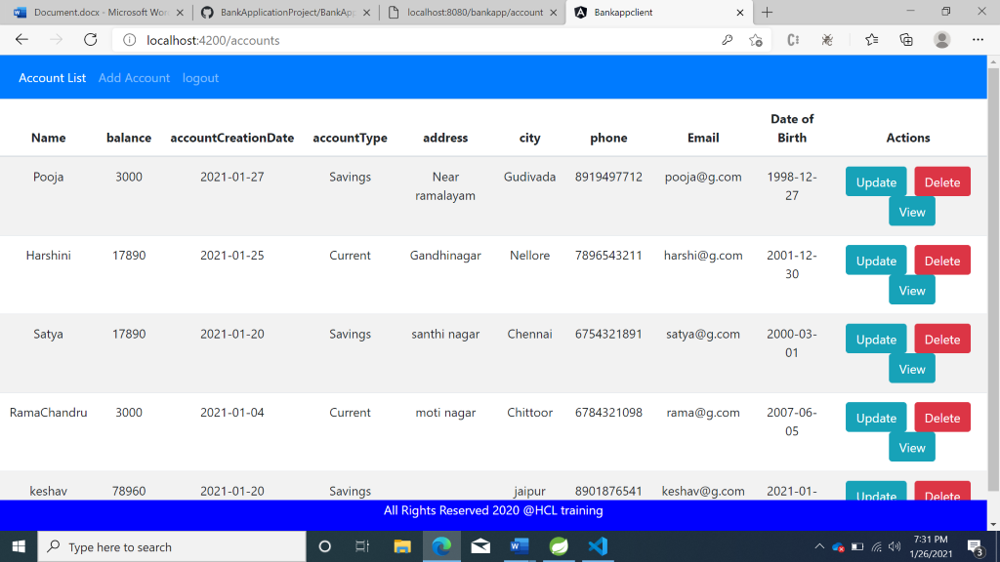 Document.docx - Microsoft Wor
BankApplicationProject/BankApp
localhost:8080/bankapp/account
Bankappclient
localhost:4200/accounts
Account List Add Account logout
Name balance accountCreationDate accountType address city phone Email Date of Birth Actions
Pooja 3000 2021-01-27 Savings Near ramalayam Gudivada 8919497712 pooja@g.com 1998-12-27 Update Delete View
Harshini 17890 2021-01-25 Current Gandhinagar Nellore 7896543211 harshi@g.com 2001-12-30 Update Delete View
Satya 17890 2021-01-20 Savings santhi nagar Chennai 6754321891 satya@g.com 2000-03-01 Update Delete View
RamaChandru 3000 2021-01-04 Current moti nagar Chittoor 6784321098 rama@g.com 2007-06-05 Update Delete View
keshav 78960 2021-01-20 Savings jaipur 8901876541 keshav@g.com 2021-01- Update Delete
All Rights Reserved 2020 @HCL training
Type here to search
7:31 PM
1/26/2021
3